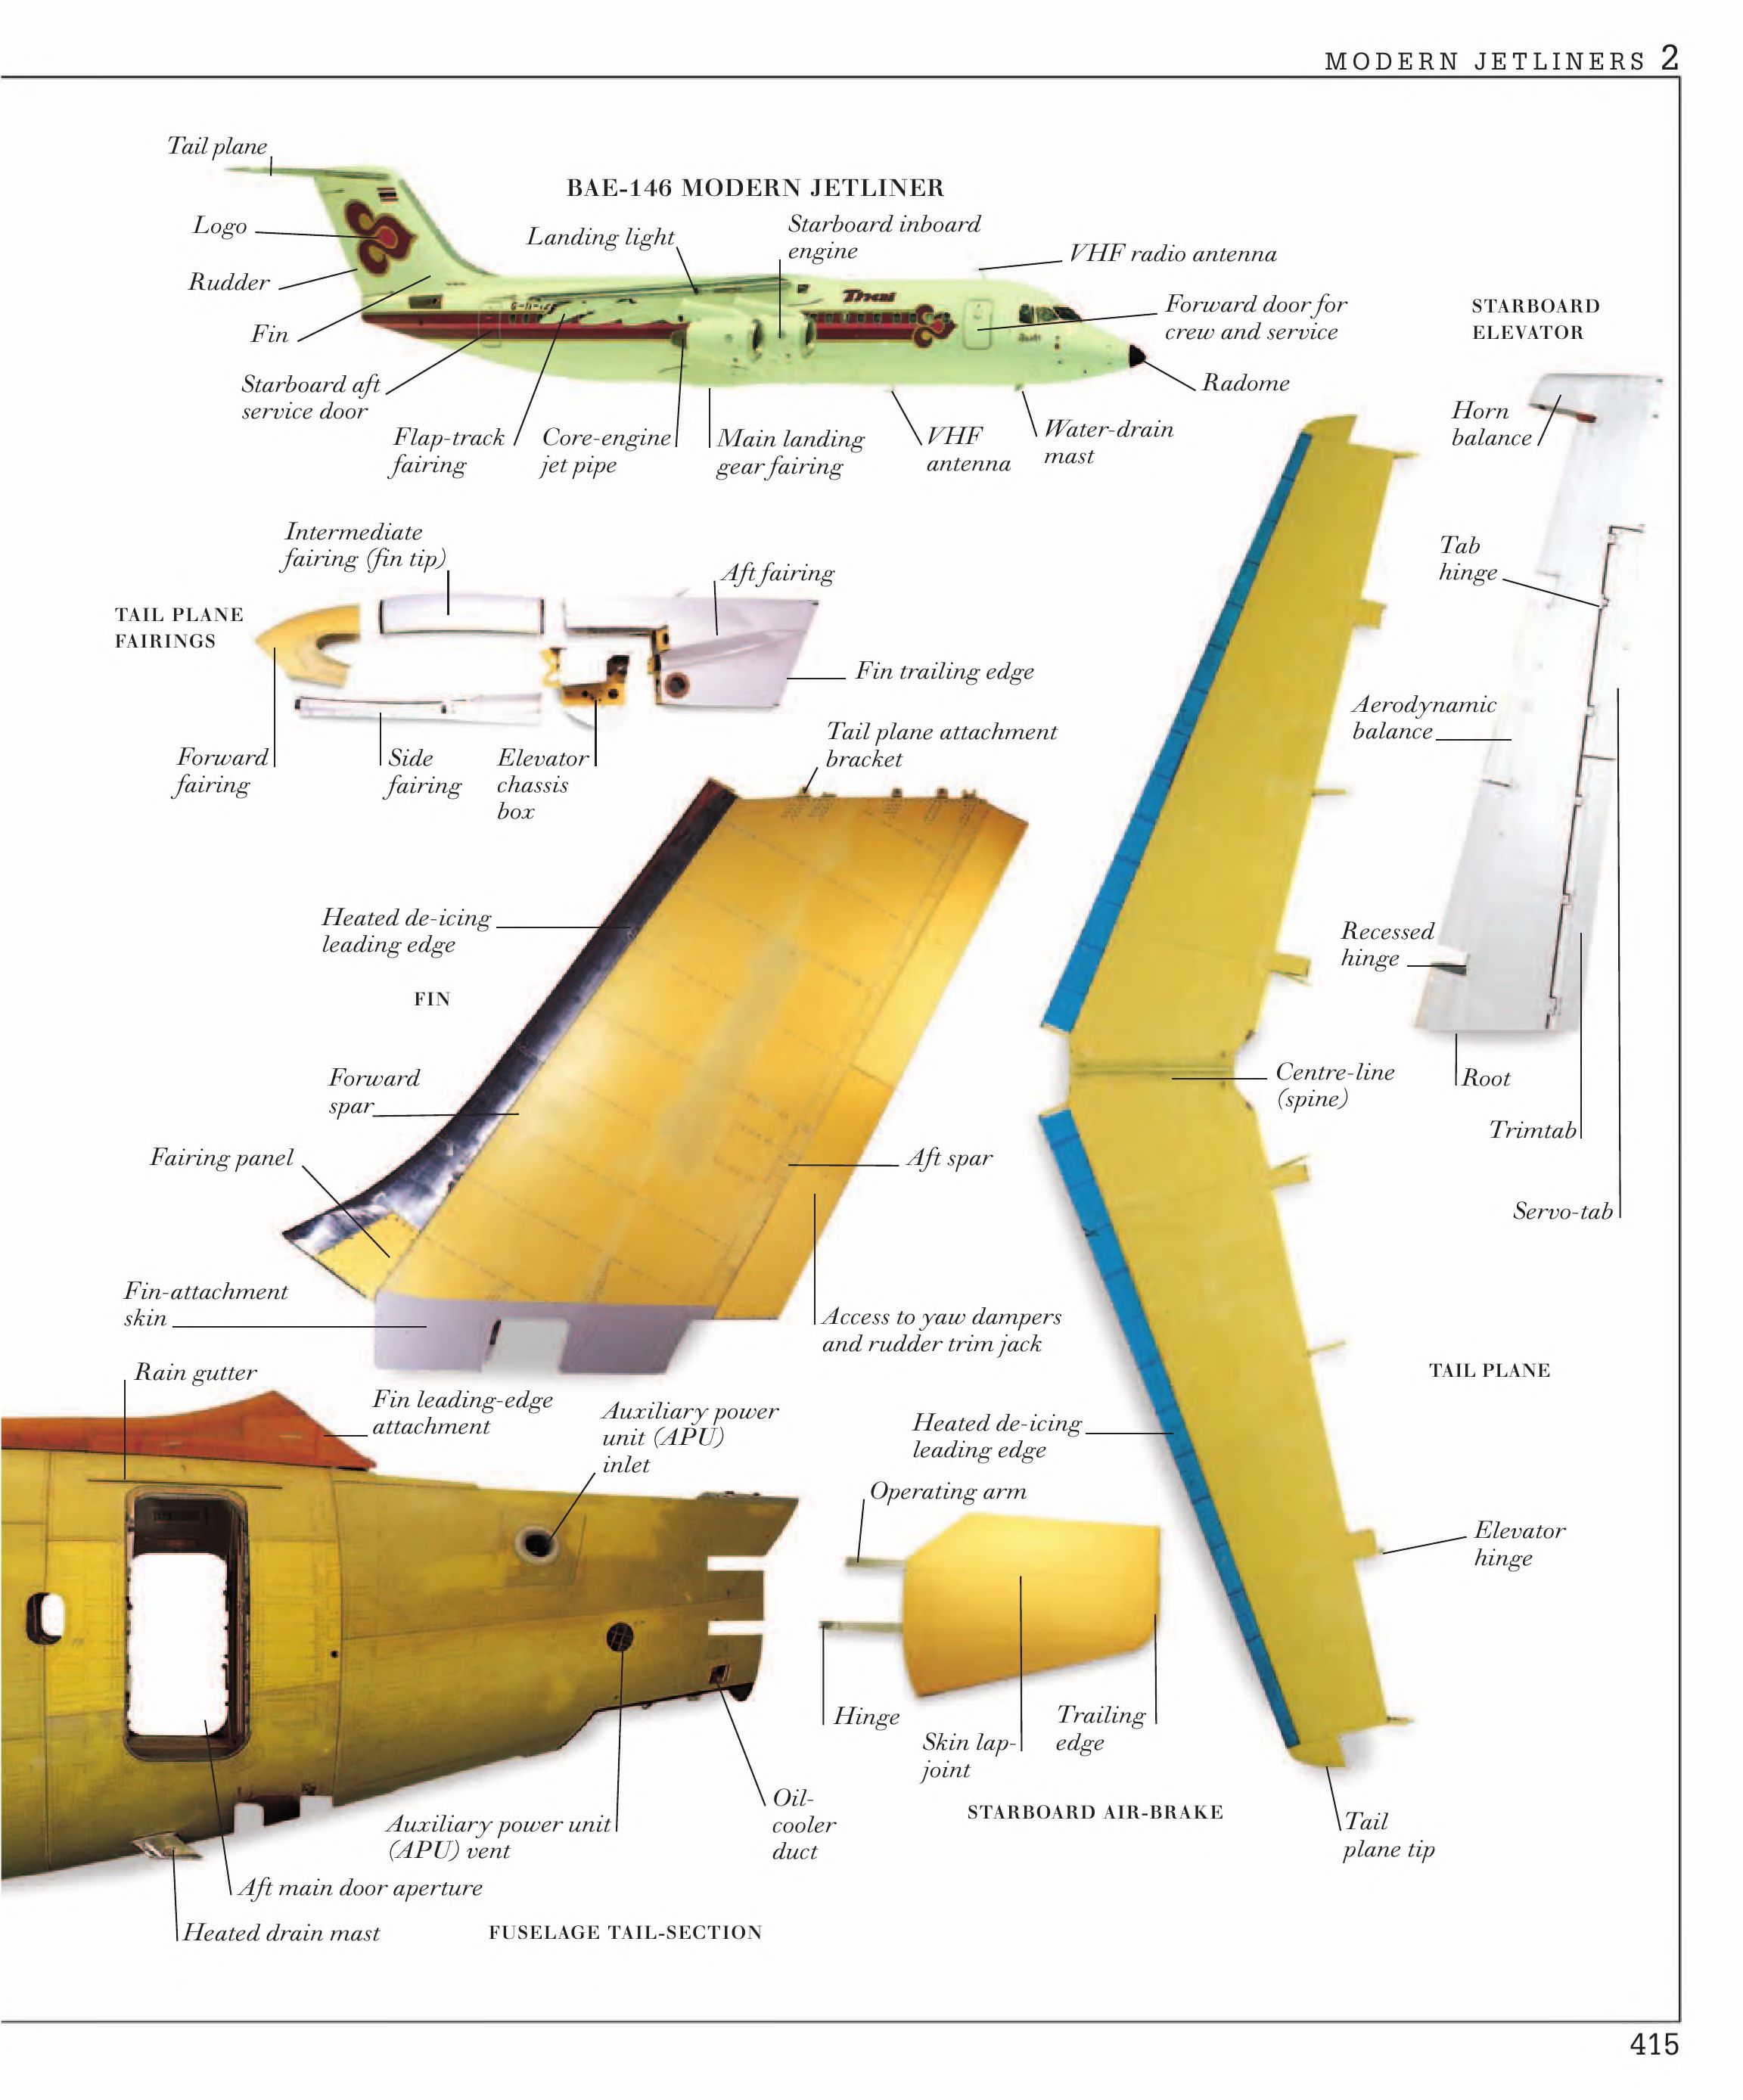 MODERN JETLINERS 2
Tail plane
BAE-146 MODERN JETLINER
Logo
Landing light
Starboard inboard
engine
VHF radio antenna
Rudder
Forward door for
crew and service
Fin
Starboard aft
service door
Radome
Flap-track
fairing
Core-engine
jet pipe
Main landing
gear fairing
VHF
antenna
Water-drain
mast
STARBOARD
ELEVATOR
Horn
balance
Tab
hinge
Aerodynamic
balance
Recessed
hinge
Root
Trimtab
Servo-tab
Intermediate
fairing (fin tip)
Aft fairing
TAIL PLANE
FAIRINGS
Fin trailing edge
Forward
fairing
Side
fairing
Elevator
chassis
box
Tail plane attachment
bracket
Heated de-icing
leading edge
FIN
Forward
spar
Fairing panel
Aft spar
Fin-attachment
skin
Access to yaw dampers
and rudder trim jack
Centre-line
(spine)
TAIL PLANE
Heated de-icing
leading edge
Elevator
hinge
Tail
plane tip
Rain gutter
Fin leading-edge
attachment
Auxiliary power
unit (APU)
inlet
Operating arm
Hinge
Skin lap-
joint
Trailing
edge
STARBOARD AIR-BRAKE
Oil-
cooler
duct
Auxiliary power unit
(APU) vent
Aft main door aperture
Heated drain mast
FUSELAGE TAIL-SECTION
415